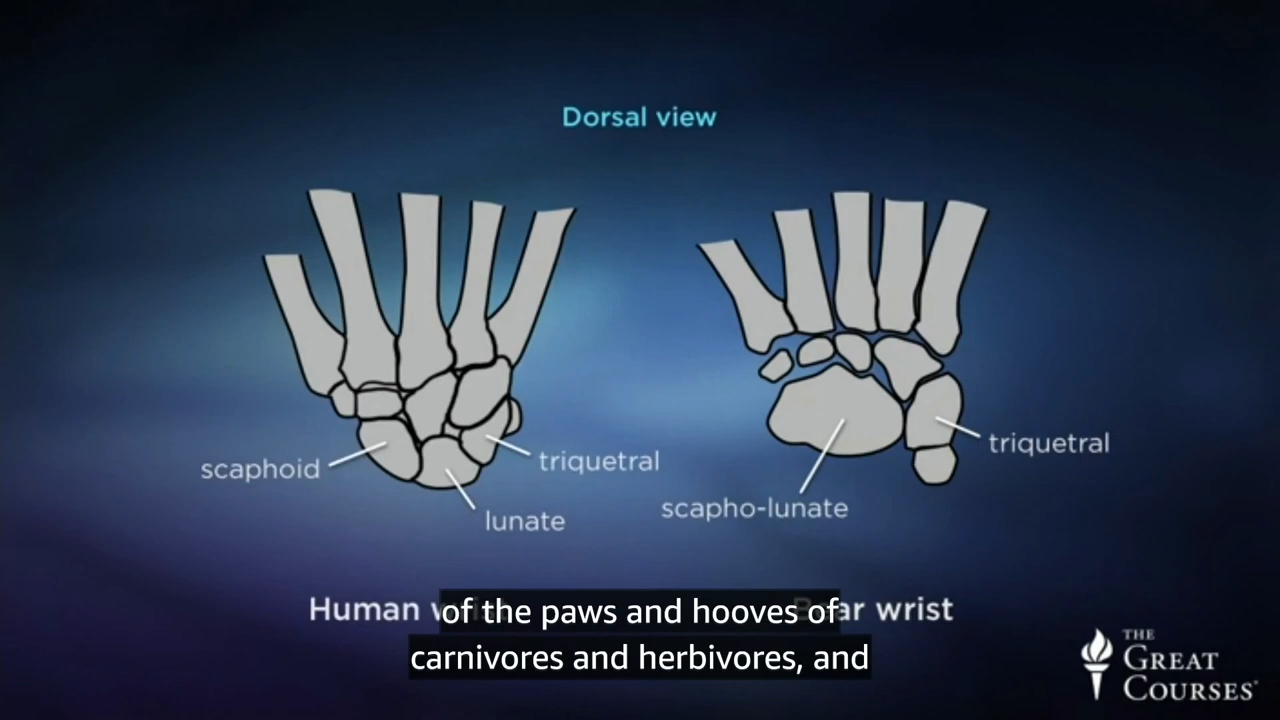 Dorsal view
scaphoid
triquetral
lunate
triquetral
scapho-lunate
Human
wrist
of the paws and hooves of
carnivores and herbivores, and
THE
GREAT
COURSES